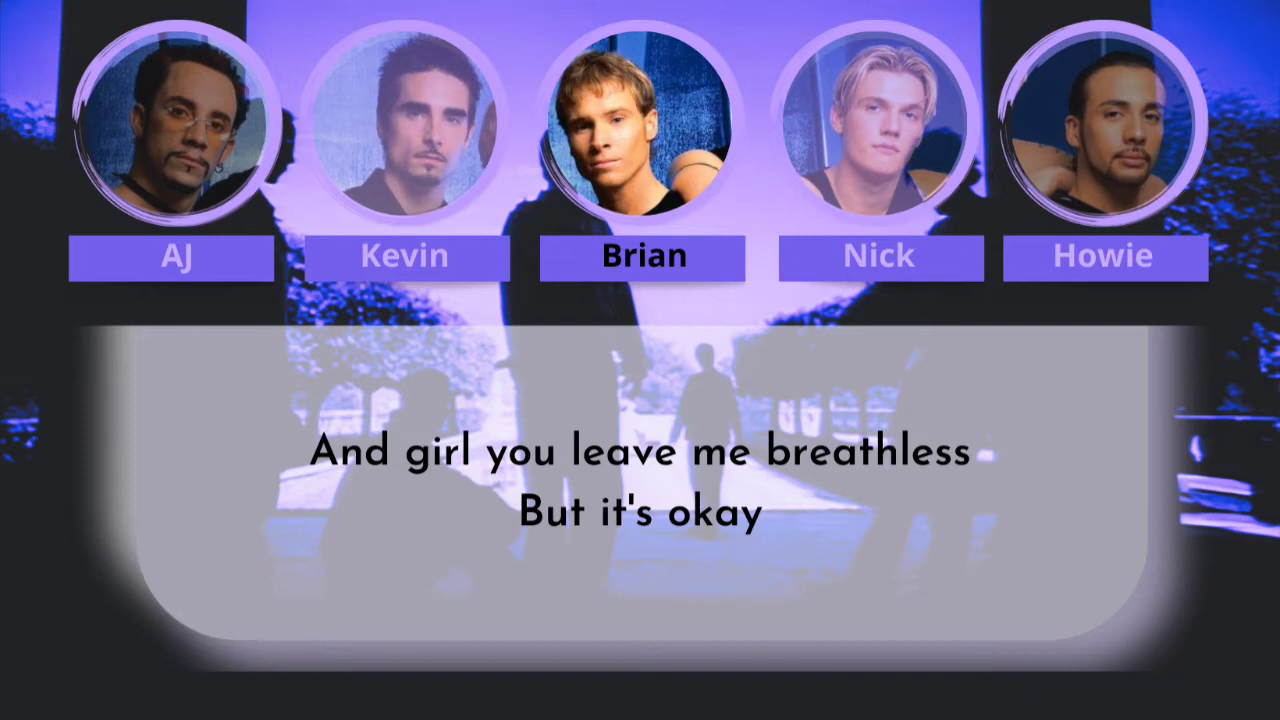 AJ
Kevin
Brian
Nick
Howie
And girl you leave me breathless
But it's okay